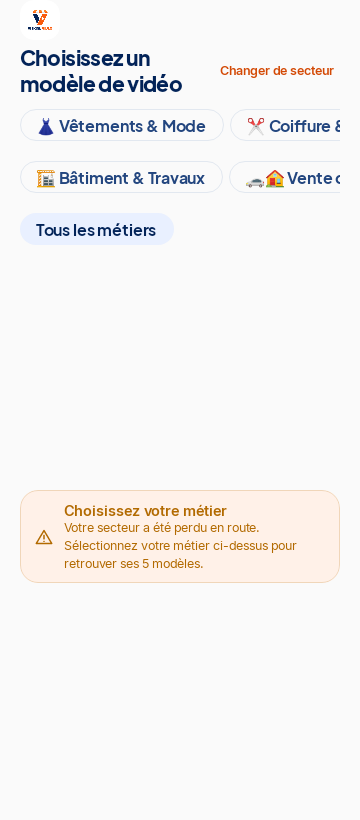 Choisissez un
modèle de vidéo
Changer de secteur
Vêtements & Mode
Coiffure &
Bâtiment & Travaux
Vente
Tous les métiers
Choisissez votre métier
Votre secteur a été perdu en route.
Sélectionnez votre métier ci-dessus pour
retrouver ses 5 modèles.